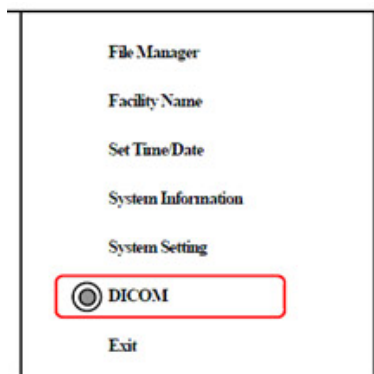 File Manager
Facility Name
Set Time/Date
System Information
System Setting
DICOM
Exit